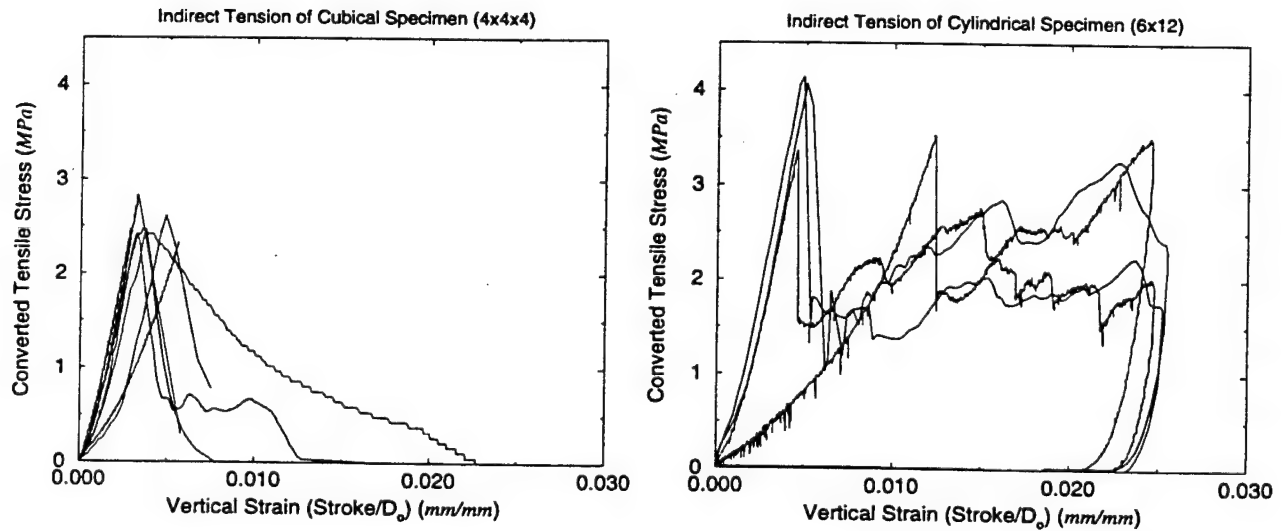 Indirect Tension of Cubical Specimen (4x4x4)
Converted Tensile Stress (MPa)
4
3
2
1
0
0.000 0.010 0.020 0.030
Vertical Strain (Stroke/Do) (mm/mm)
Indirect Tension of Cylindrical Specimen (6x12)
Converted Tensile Stress (MPa)
4
3
2
1
0
0.000 0.010 0.020 0.030
Vertical Strain (Stroke/Do) (mm/mm)